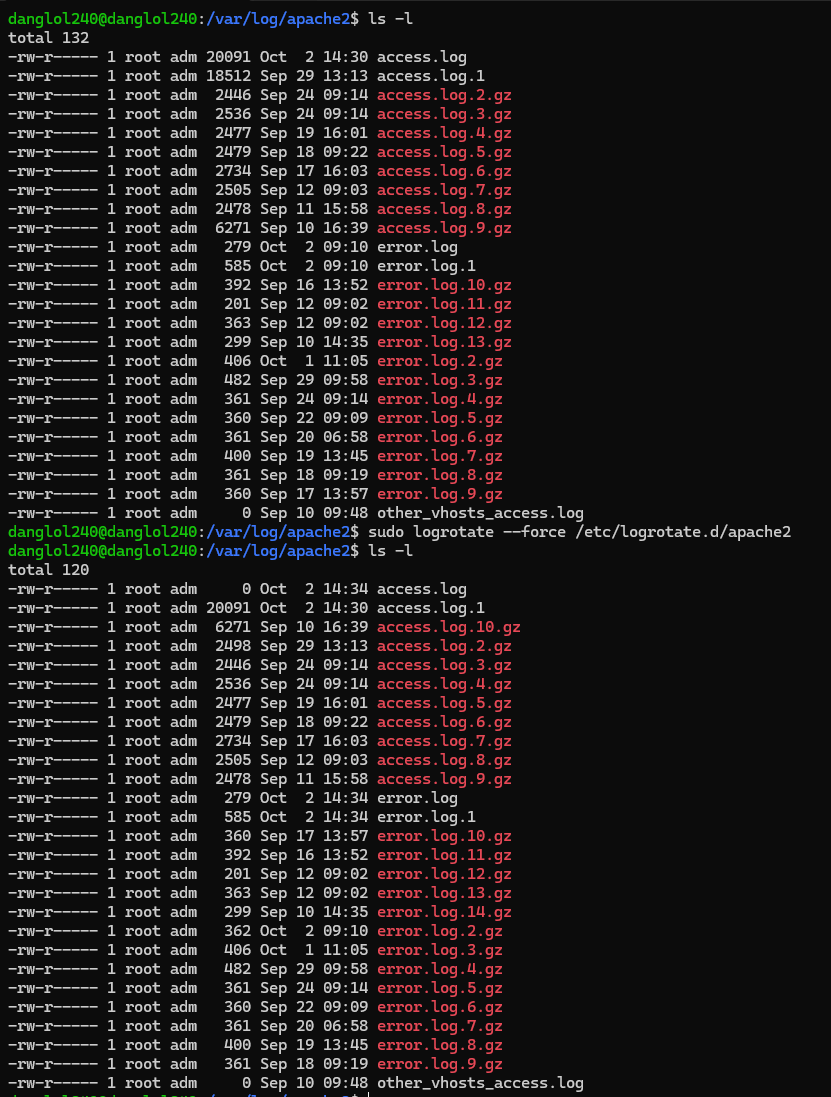 danglol240@danglol240:/var/log/apache2$ ls -l
total 132
-rw-r----- 1 root adm 20091 Oct  2 14:30 access.log
-rw-r----- 1 root adm 18512 Sep 29 13:13 access.log.1
-rw-r----- 1 root adm  2446 Sep 24 09:14 access.log.2.gz
-rw-r----- 1 root adm  2536 Sep 24 09:14 access.log.3.gz
-rw-r----- 1 root adm  2477 Sep 19 16:01 access.log.4.gz
-rw-r----- 1 root adm  2479 Sep 18 09:22 access.log.5.gz
-rw-r----- 1 root adm  2734 Sep 17 16:03 access.log.6.gz
-rw-r----- 1 root adm  2505 Sep 12 09:03 access.log.7.gz
-rw-r----- 1 root adm  2478 Sep 11 15:58 access.log.8.gz
-rw-r----- 1 root adm  6271 Sep 10 16:39 access.log.9.gz
-rw-r----- 1 root adm   279 Oct  2 09:10 error.log
-rw-r----- 1 root adm   585 Oct  2 09:10 error.log.1
-rw-r----- 1 root adm   392 Sep 16 13:52 error.log.10.gz
-rw-r----- 1 root adm   201 Sep 12 09:02 error.log.11.gz
-rw-r----- 1 root adm   363 Sep 12 09:02 error.log.12.gz
-rw-r----- 1 root adm   299 Sep 10 14:35 error.log.13.gz
-rw-r----- 1 root adm   406 Oct  1 11:05 error.log.2.gz
-rw-r----- 1 root adm   482 Sep 29 09:58 error.log.3.gz
-rw-r----- 1 root adm   361 Sep 24 09:14 error.log.4.gz
-rw-r----- 1 root adm   360 Sep 22 09:09 error.log.5.gz
-rw-r----- 1 root adm   361 Sep 20 06:58 error.log.6.gz
-rw-r----- 1 root adm   400 Sep 19 13:45 error.log.7.gz
-rw-r----- 1 root adm   361 Sep 18 09:19 error.log.8.gz
-rw-r----- 1 root adm   360 Sep 17 13:57 error.log.9.gz
-rw-r----- 1 root adm     0 Sep 10 09:48 other_vhosts_access.log
danglol240@danglol240:/var/log/apache2$ sudo logrotate --force /etc/logrotate.d/apache2
danglol240@danglol240:/var/log/apache2$ ls -l
total 120
-rw-r----- 1 root adm     0 Oct  2 14:34 access.log
-rw-r----- 1 root adm 20091 Oct  2 14:30 access.log.1
-rw-r----- 1 root adm  6271 Sep 10 16:39 access.log.10.gz
-rw-r----- 1 root adm  2498 Sep 29 13:13 access.log.2.gz
-rw-r----- 1 root adm  2446 Sep 24 09:14 access.log.3.gz
-rw-r----- 1 root adm  2536 Sep 24 09:14 access.log.4.gz
-rw-r----- 1 root adm  2477 Sep 19 16:01 access.log.5.gz
-rw-r----- 1 root adm  2479 Sep 18 09:22 access.log.6.gz
-rw-r----- 1 root adm  2734 Sep 17 16:03 access.log.7.gz
-rw-r----- 1 root adm  2505 Sep 12 09:03 access.log.8.gz
-rw-r----- 1 root adm  2478 Sep 11 15:58 access.log.9.gz
-rw-r----- 1 root adm   279 Oct  2 14:34 error.log
-rw-r----- 1 root adm   585 Oct  2 14:34 error.log.1
-rw-r----- 1 root adm   360 Sep 17 13:57 error.log.10.gz
-rw-r----- 1 root adm   392 Sep 16 13:52 error.log.11.gz
-rw-r----- 1 root adm   201 Sep 12 09:02 error.log.12.gz
-rw-r----- 1 root adm   363 Sep 12 09:02 error.log.13.gz
-rw-r----- 1 root adm   299 Sep 10 14:35 error.log.14.gz
-rw-r----- 1 root adm   362 Oct  2 09:10 error.log.2.gz
-rw-r----- 1 root adm   406 Oct  1 11:05 error.log.3.gz
-rw-r----- 1 root adm   482 Sep 29 09:58 error.log.4.gz
-rw-r----- 1 root adm   361 Sep 24 09:14 error.log.5.gz
-rw-r----- 1 root adm   360 Sep 22 09:09 error.log.6.gz
-rw-r----- 1 root adm   361 Sep 20 06:58 error.log.7.gz
-rw-r----- 1 root adm   400 Sep 19 13:45 error.log.8.gz
-rw-r----- 1 root adm   361 Sep 18 09:19 error.log.9.gz
-rw-r----- 1 root adm     0 Sep 10 09:48 other_vhosts_access.log